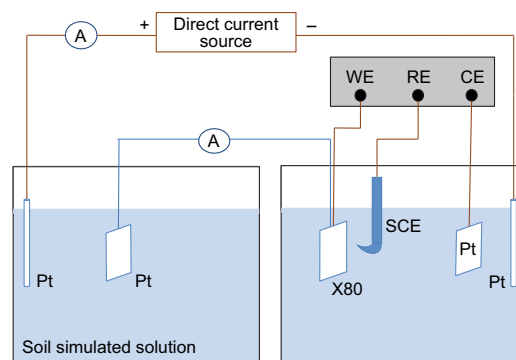 +
Direct current
source
–
A
WE RE CE
A
SCE
Pt
Pt
Pt
X80
Pt
Soil simulated solution